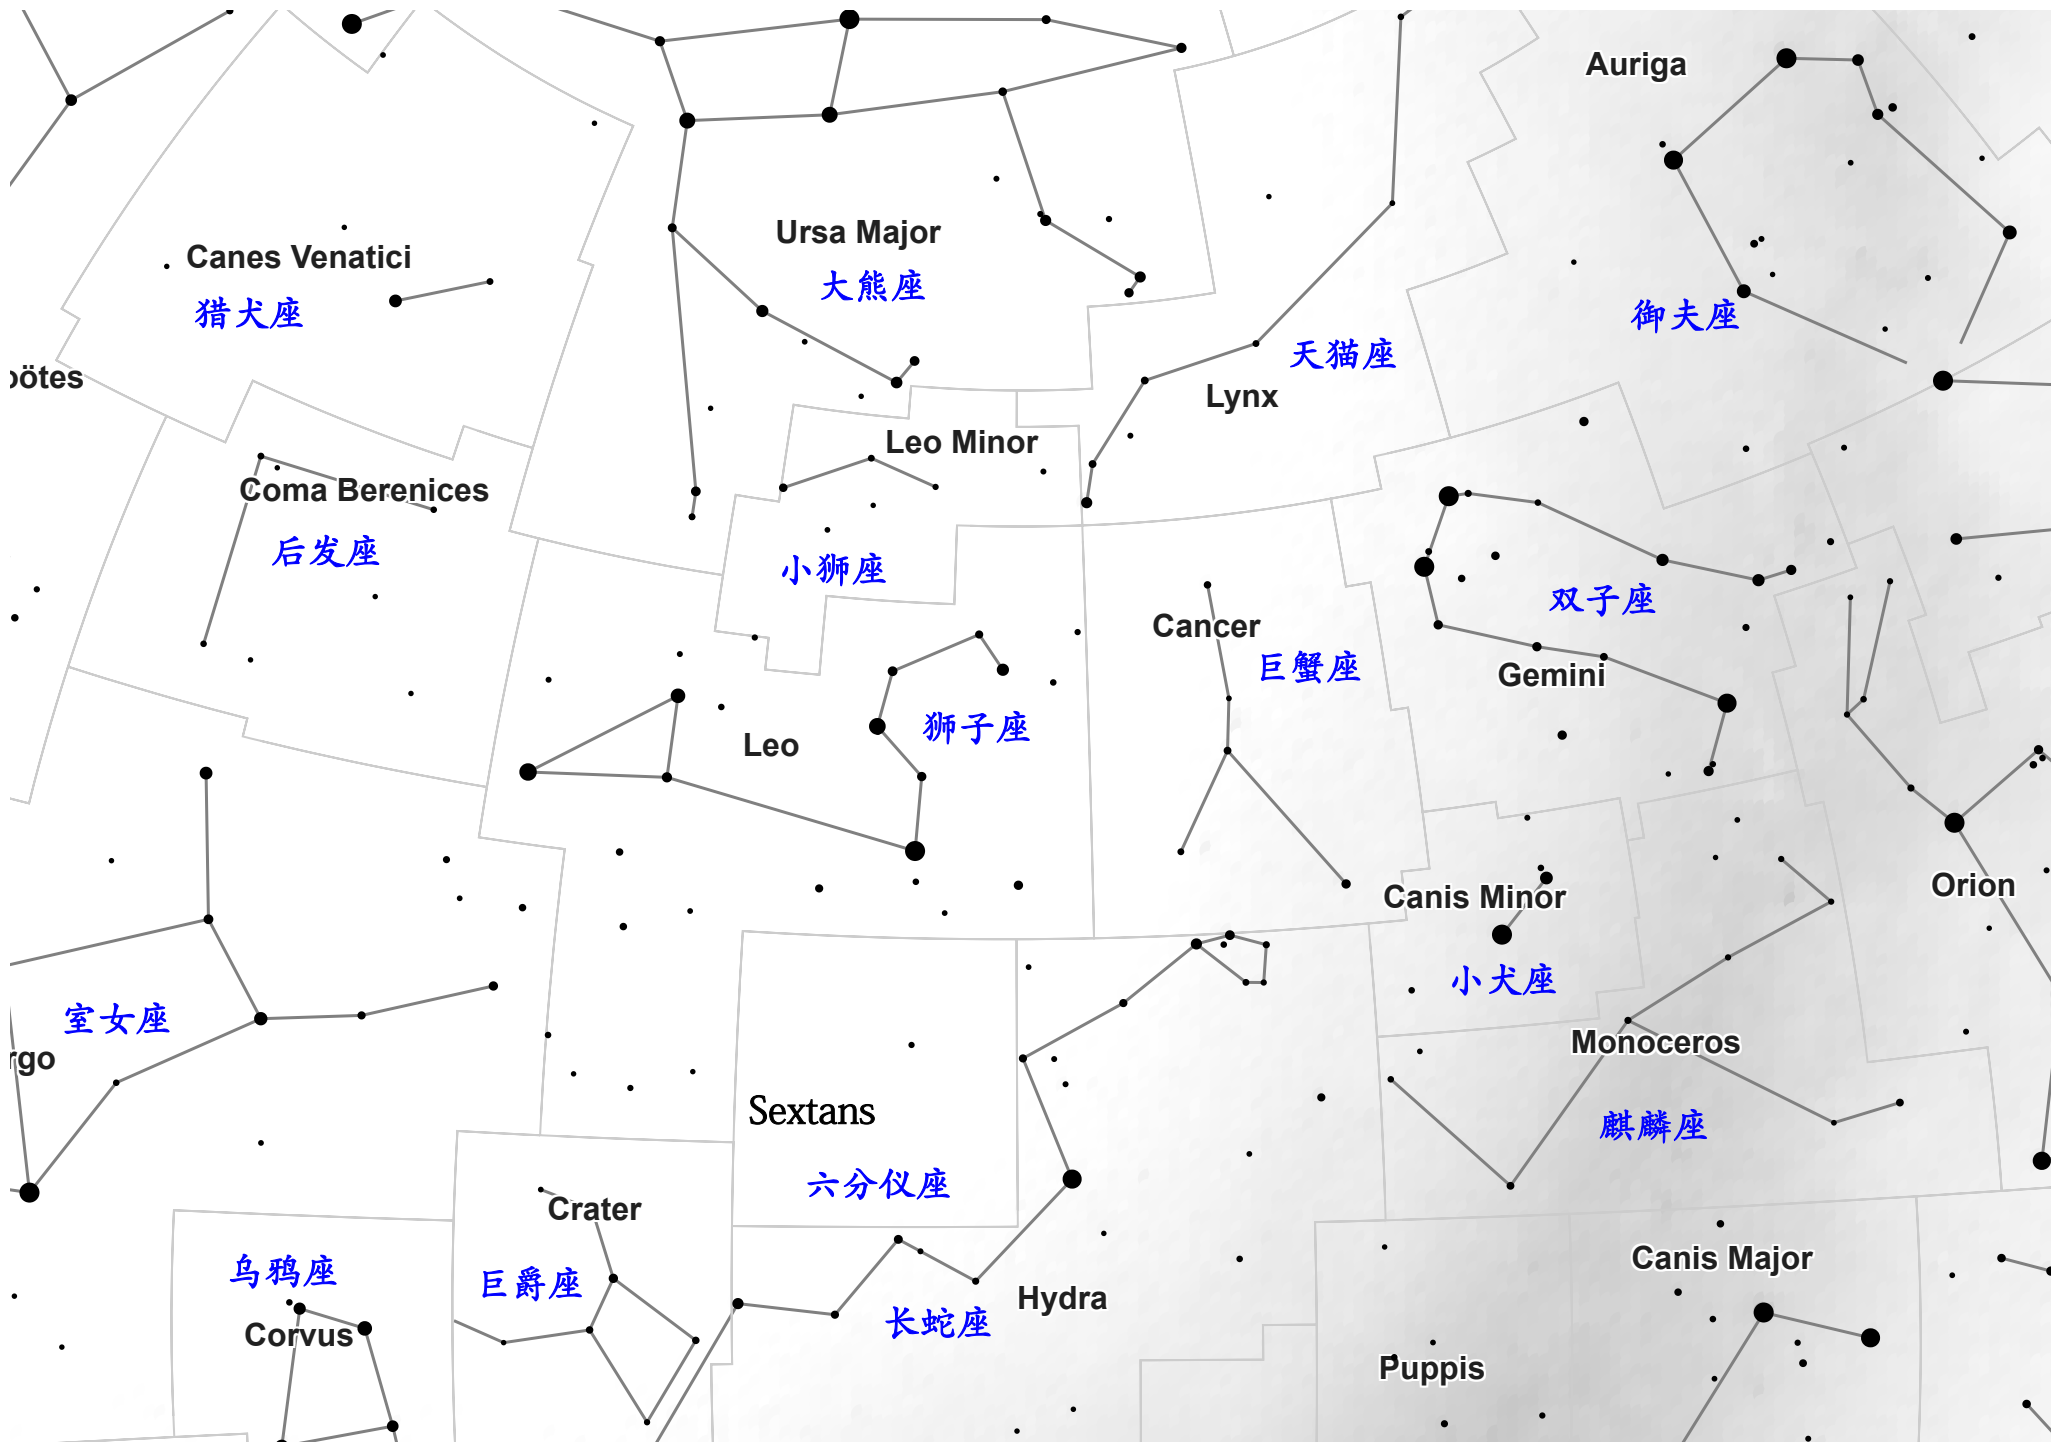 Auriga
Ursa Major
大熊座
Canes Venatici
猎犬座
御夫座
天猫座
Lynx
ötes
Leo Minor
Coma Berenices
后发座
小狮座
双子座
Cancer
巨蟹座
Gemini
狮子座
Leo
Canis Minor
Orion
小犬座
室女座
rgo
Monoceros
Sextans
麒麟座
六分仪座
Crater
乌鸦座
巨爵座
Canis Major
Hydra
长蛇座
Corvus
Puppis